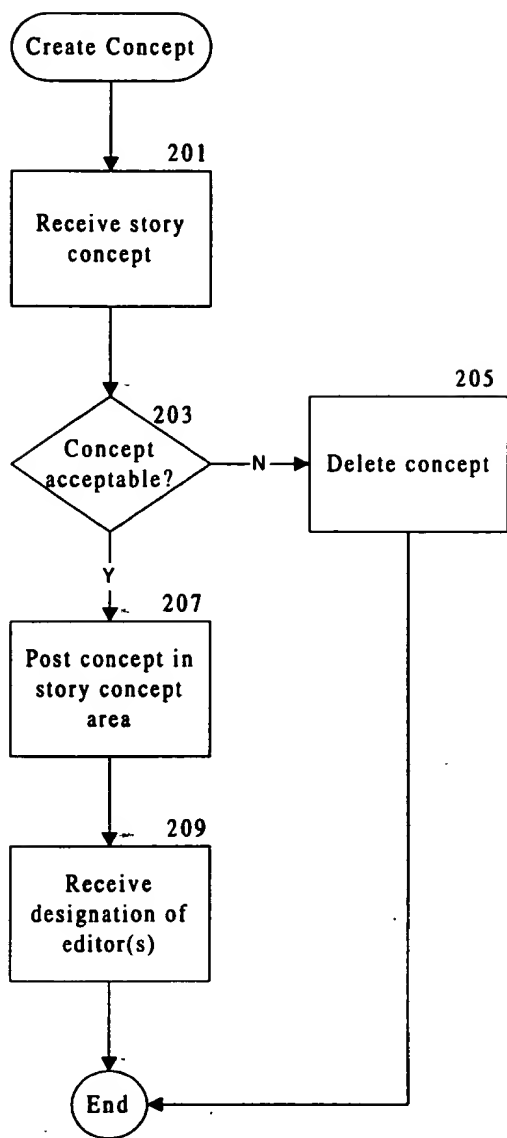 Create Concept
201
Receive story
concept
203
Concept
acceptable?
N
205
Delete concept
Y
207
Post concept in
story concept
area
209
Receive
designation of
editor(s)
End